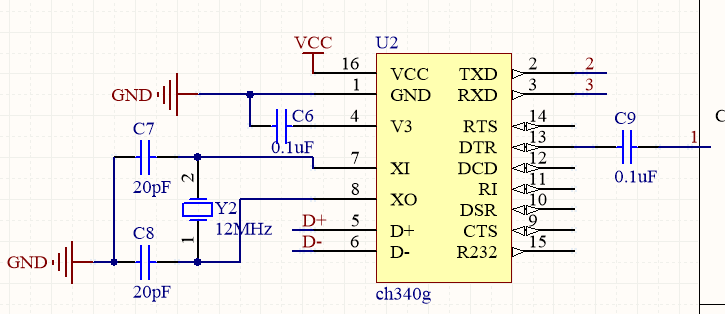 VCC
U2
16 VCC TXD 2 2
GND 1 GND RXD 3 3
C6
4 V3 RTS 14
C9
C
C7
0.1uF
DTR 13
1
7 XI DCD 12
0.1uF
20pF
2
RI 11
8 XO
DSR 10
Y2
D+ 5 D+ CTS 9
12MHz
C8 1
D- 6 D- R232 15
GND
20pF
ch340g